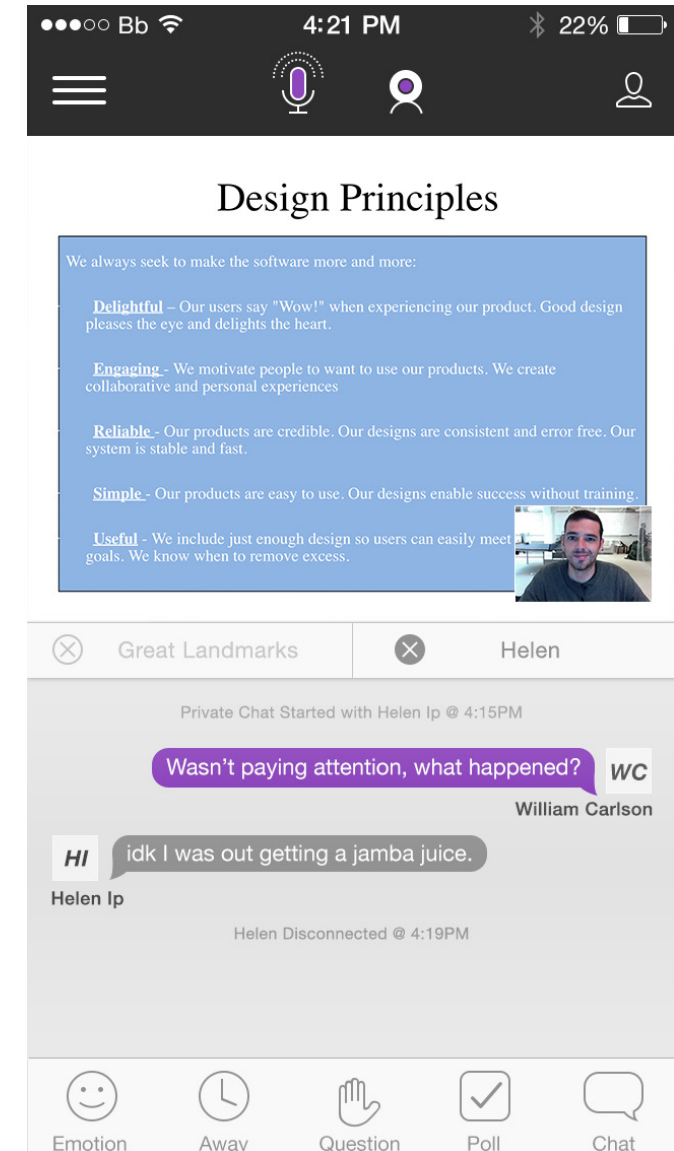 Bb 4:21 PM 22%
Design Principles
We always seek to make the software more and more:
Delightful – Our users say "Wow!" when experiencing our product. Good design
pleases the eye and delights the heart.
Engaging - We motivate people to want to use our products. We create
collaborative and personal experiences
Reliable - Our products are credible. Our designs are consistent and error free. Our
system is stable and fast.
Simple - Our products are easy to use. Our designs enable success without training.
Useful - We include just enough design so users can easily meet
goals. We know when to remove excess.
Great Landmarks Helen
Private Chat Started with Helen Ip @ 4:15PM
Wasn't paying attention, what happened? WC
William Carlson
HI idk I was out getting a jamba juice.
Helen Ip
Helen Disconnected @ 4:19PM
Emotion Away Question Poll Chat